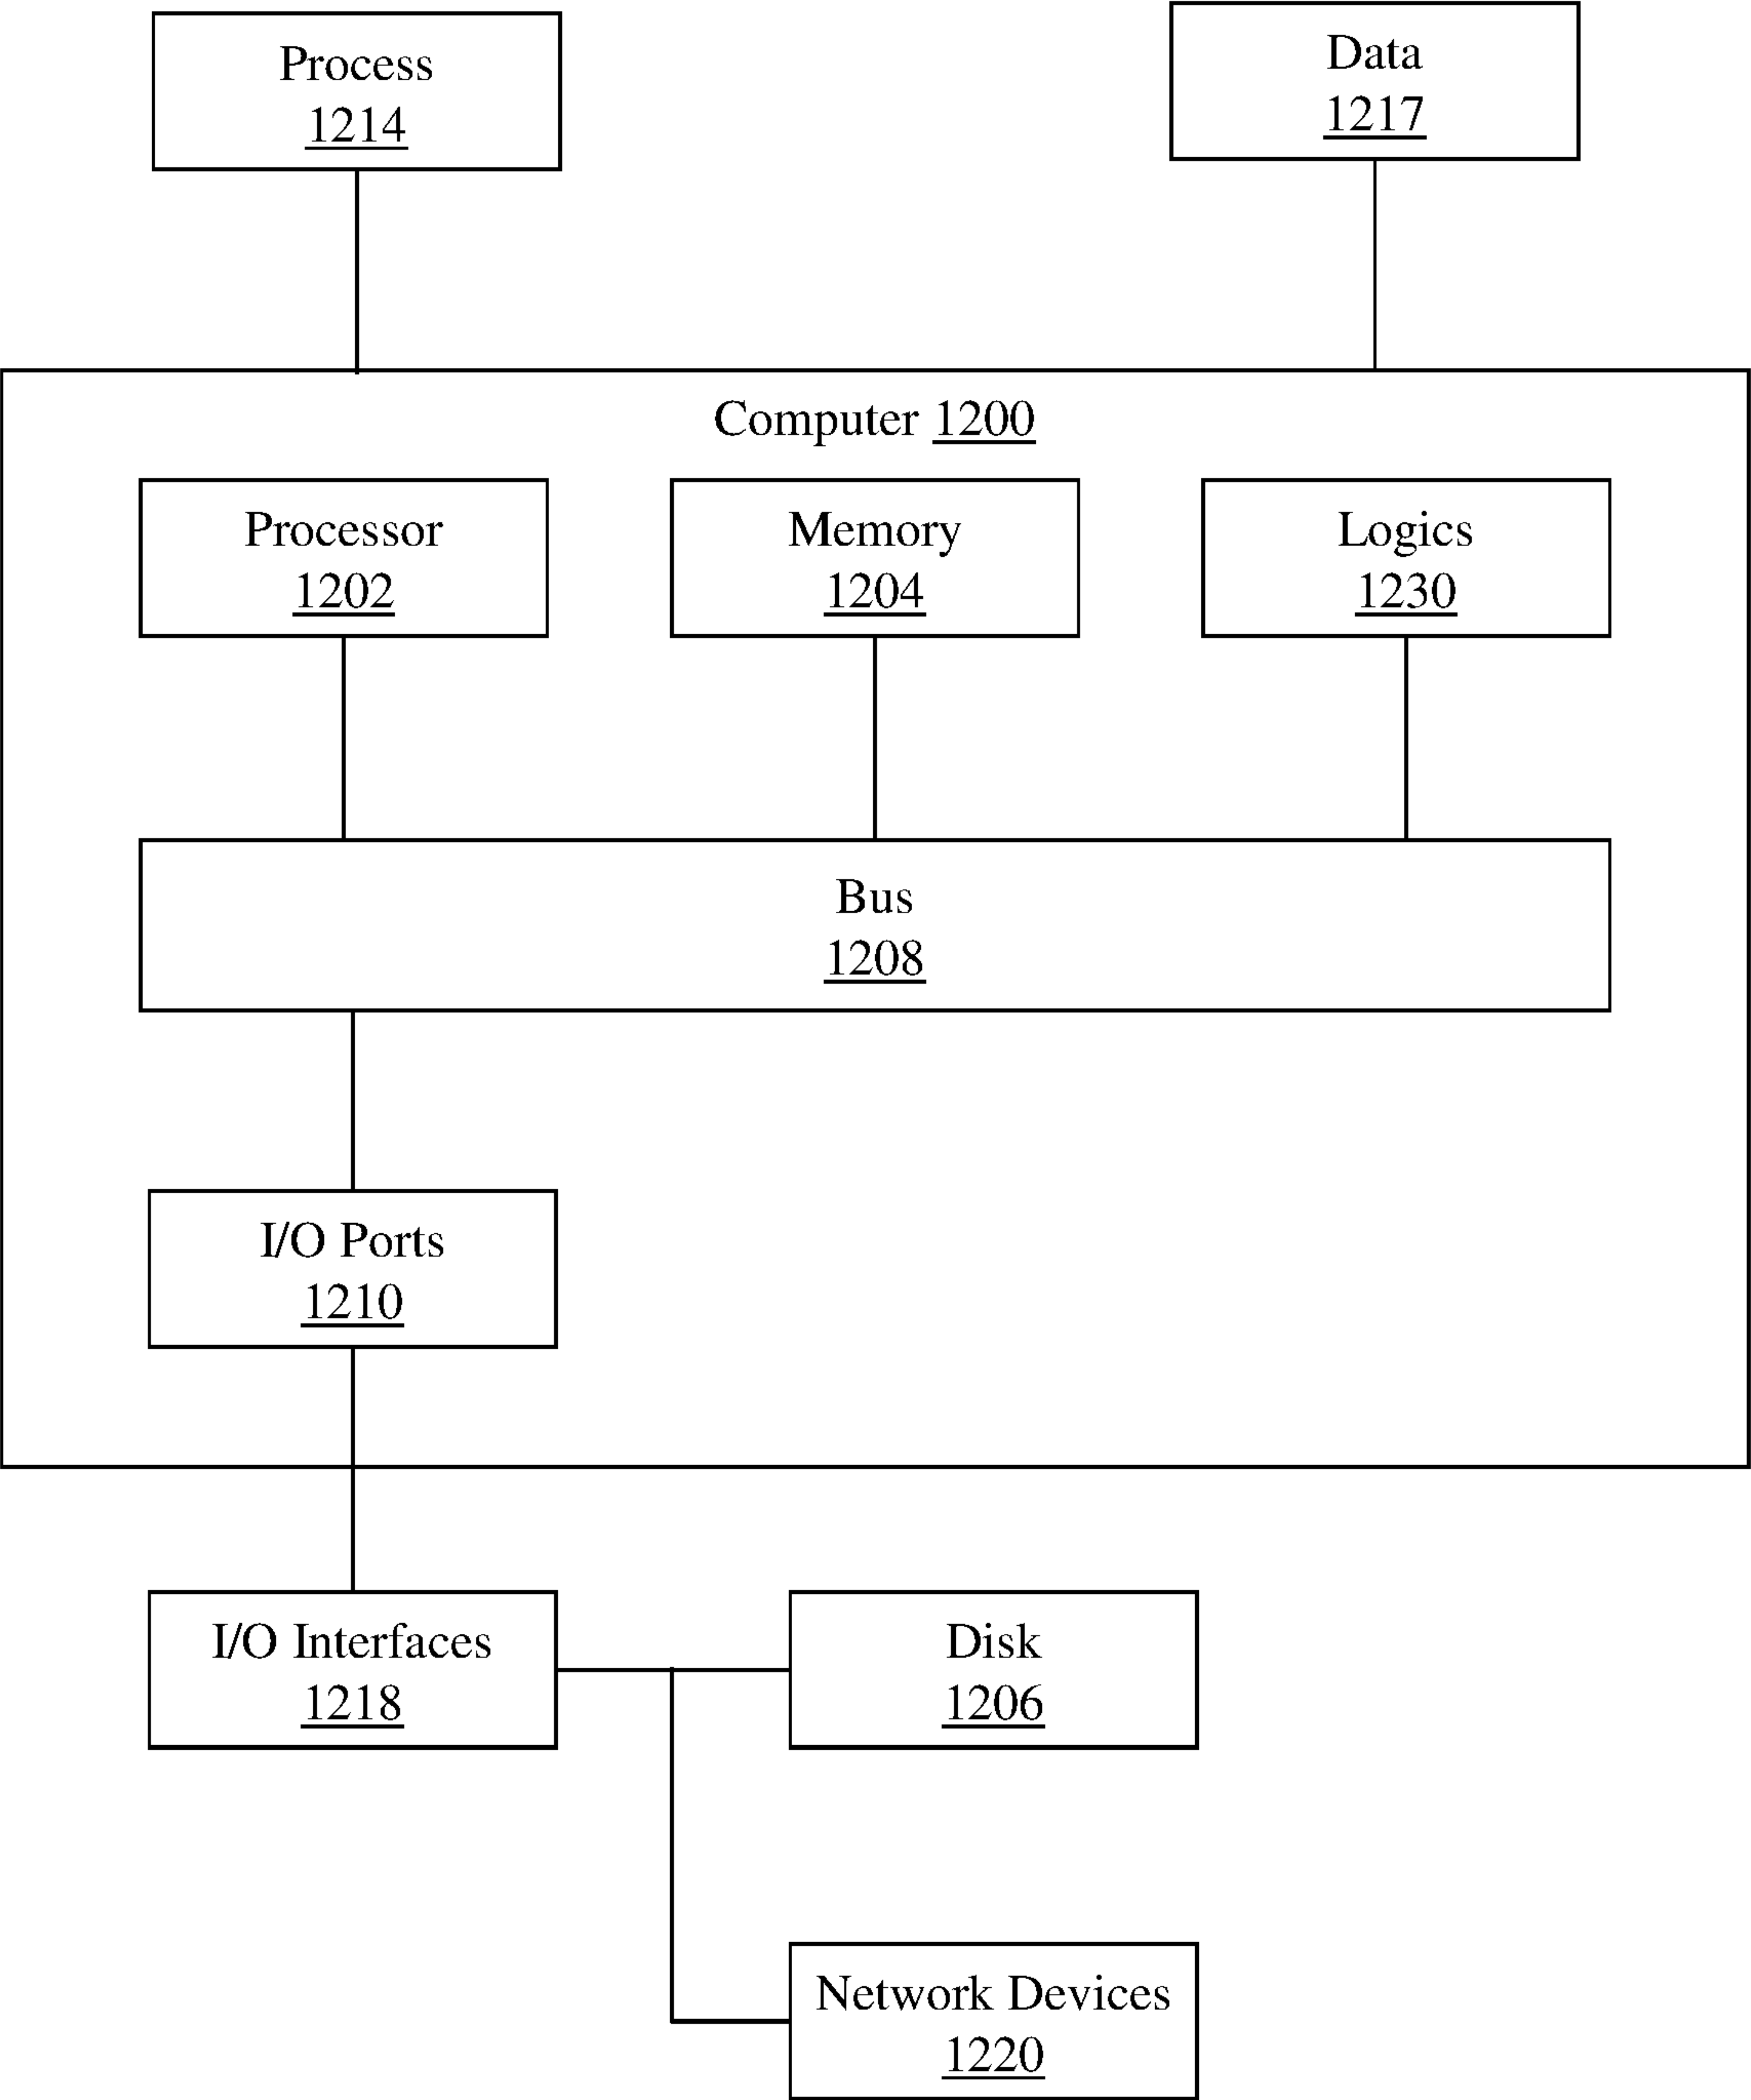 Process
1214
Data
1217
Computer 1200
Processor
1202
Memory
1204
Logics
1230
Bus
1208
I/O Ports
1210
I/O Interfaces
1218
Disk
1206
Network Devices
1220